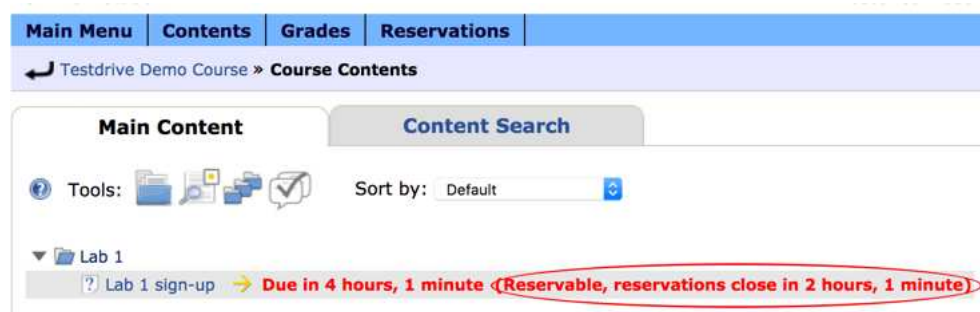 Main Menu Contents Grades Reservations
Testdrive Demo Course » Course Contents
Main Content Content Search
Tools: Sort by: Default
Lab 1
? Lab 1 sign-up Due in 4 hours, 1 minute (Reservable, reservations close in 2 hours, 1 minute)